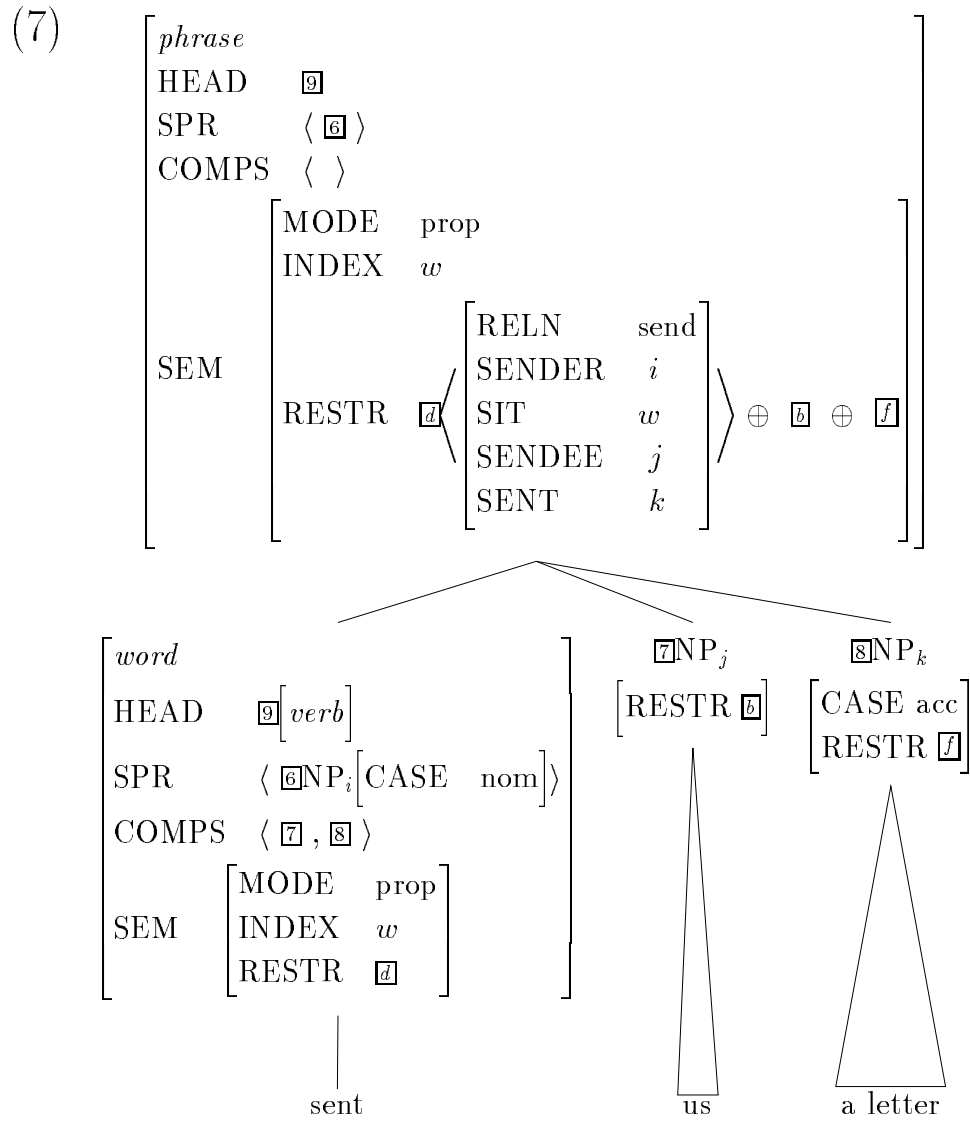 (7)
phrase
HEAD 9
SPR ⟨ 6 ⟩
COMPS ⟨ ⟩
MODE prop
INDEX w
RELN send
SEM SENDER i
RESTR d ⟨ SIT w ⟩ ⊕ b ⊕ f
SENDEE j
SENT k
word 7NP_j 8NP_k
HEAD 9[verb] [RESTR b] [CASE acc
SPR ⟨ 6NP_i[CASE nom]⟩ RESTR f]
COMPS ⟨ 7 , 8 ⟩
MODE prop
SEM INDEX w
RESTR d
sent us a letter